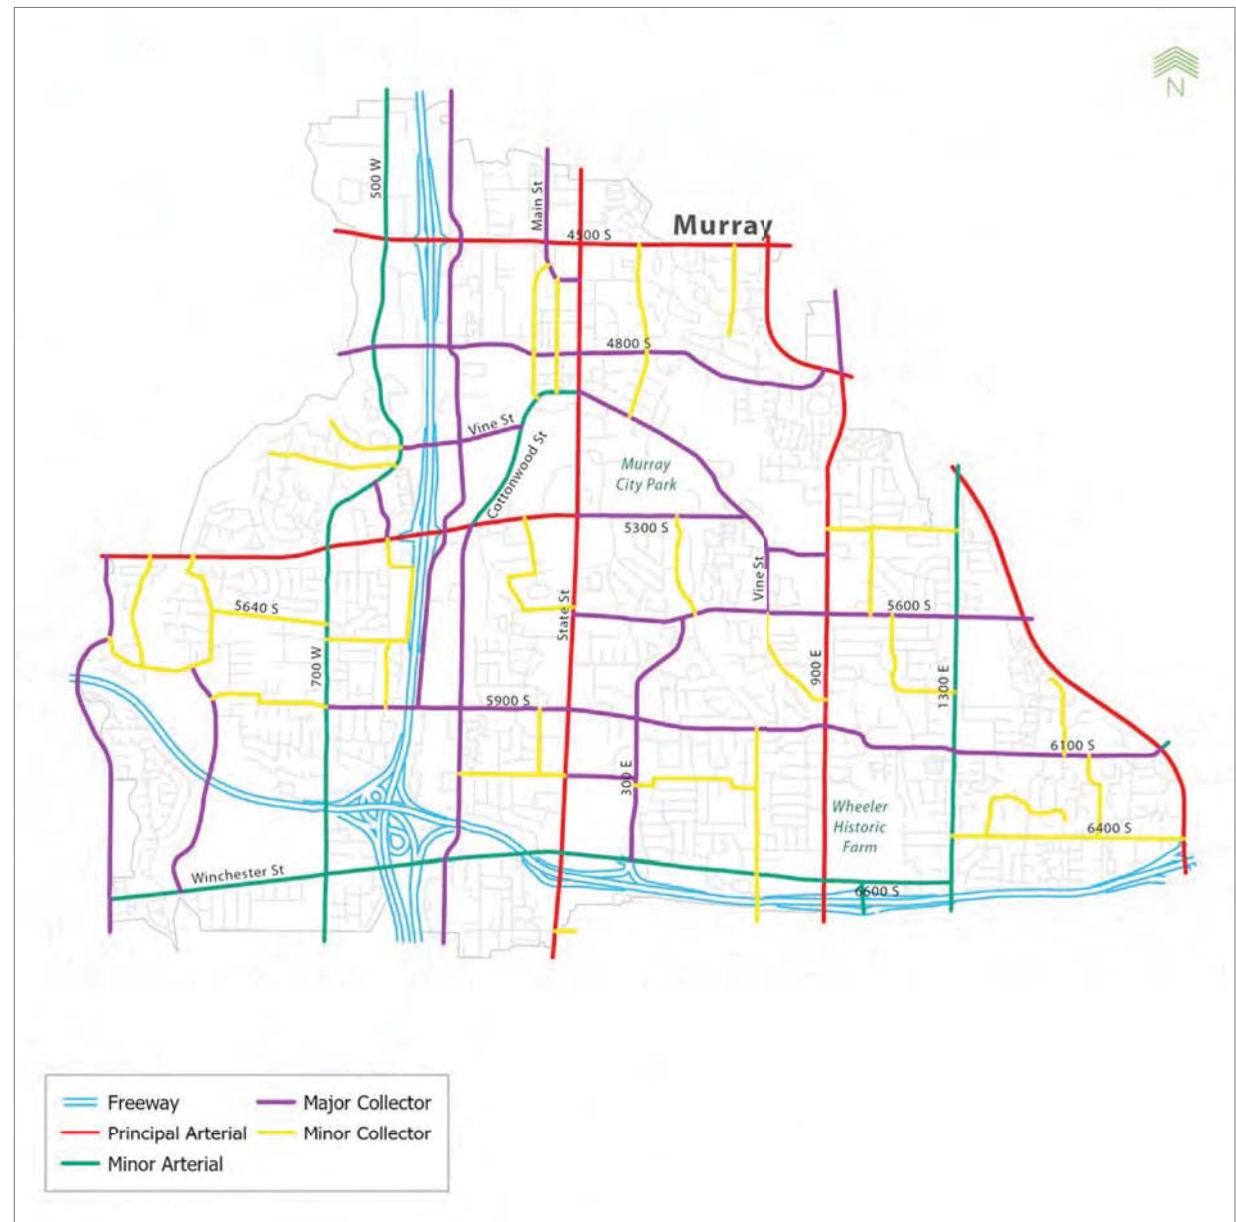 N
500 W
Main St
Murray
4500 S
4800 S
Vine St
Cottonwood St
Murray
City Park
5300 S
Vine St
5640 S
State St
5600 S
700 W
900 E
1300 E
5900 S
6100 S
300 E
Wheeler
Historic
Farm
6400 S
Winchester St
6600 S
Freeway
Major Collector
Principal Arterial
Minor Collector
Minor Arterial